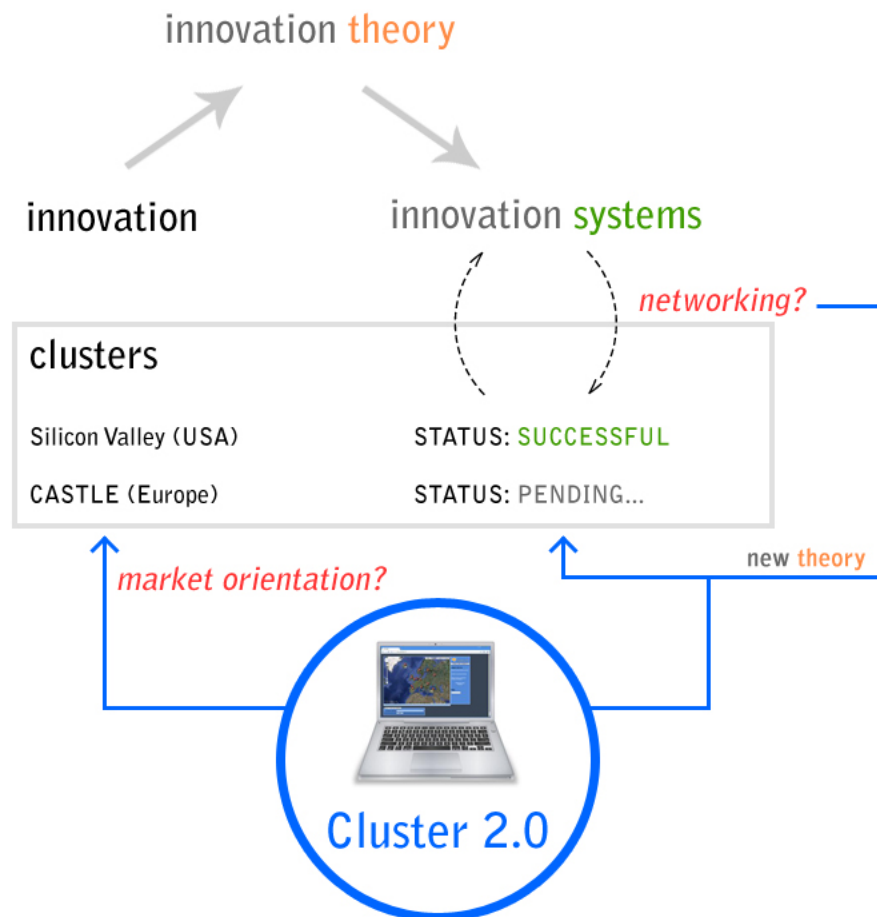 innovation theory
innovation
innovation systems
networking?
clusters
Silicon Valley (USA)
STATUS: SUCCESSFUL
CASTLE (Europe)
STATUS: PENDING...
new theory
market orientation?
Cluster 2.0